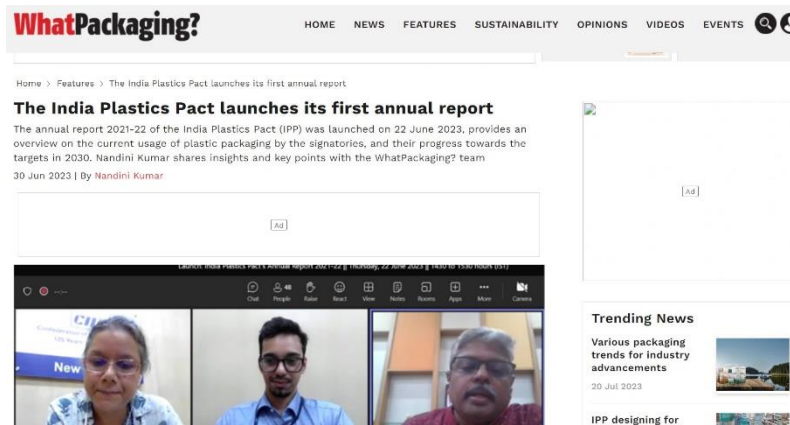 WhatPackaging?
HOME NEWS FEATURES SUSTAINABILITY OPINIONS VIDEOS EVENTS
Home > Features > The India Plastics Pact launches its first annual report
The India Plastics Pact launches its first annual report
The annual report 2021-22 of the India Plastics Pact (IPP) was launched on 22 June 2023, provides an
overview on the current usage of plastic packaging by the signatories, and their progress towards the
targets in 2030. Nandini Kumar shares insights and key points with the WhatPackaging? team
30 Jun 2023 | By Nandini Kumar
Ad
Launch: India Plastics Pact's Annual Report 2021-22 || Thursday, 22 June 2023 || 1430 to 1530 hours (IST)
Chat 48 People Raise React View Notes Rooms Apps More Camera
New
Ad
Trending News
Various packaging
trends for industry
advancements
20 Jul 2023
IPP designing for